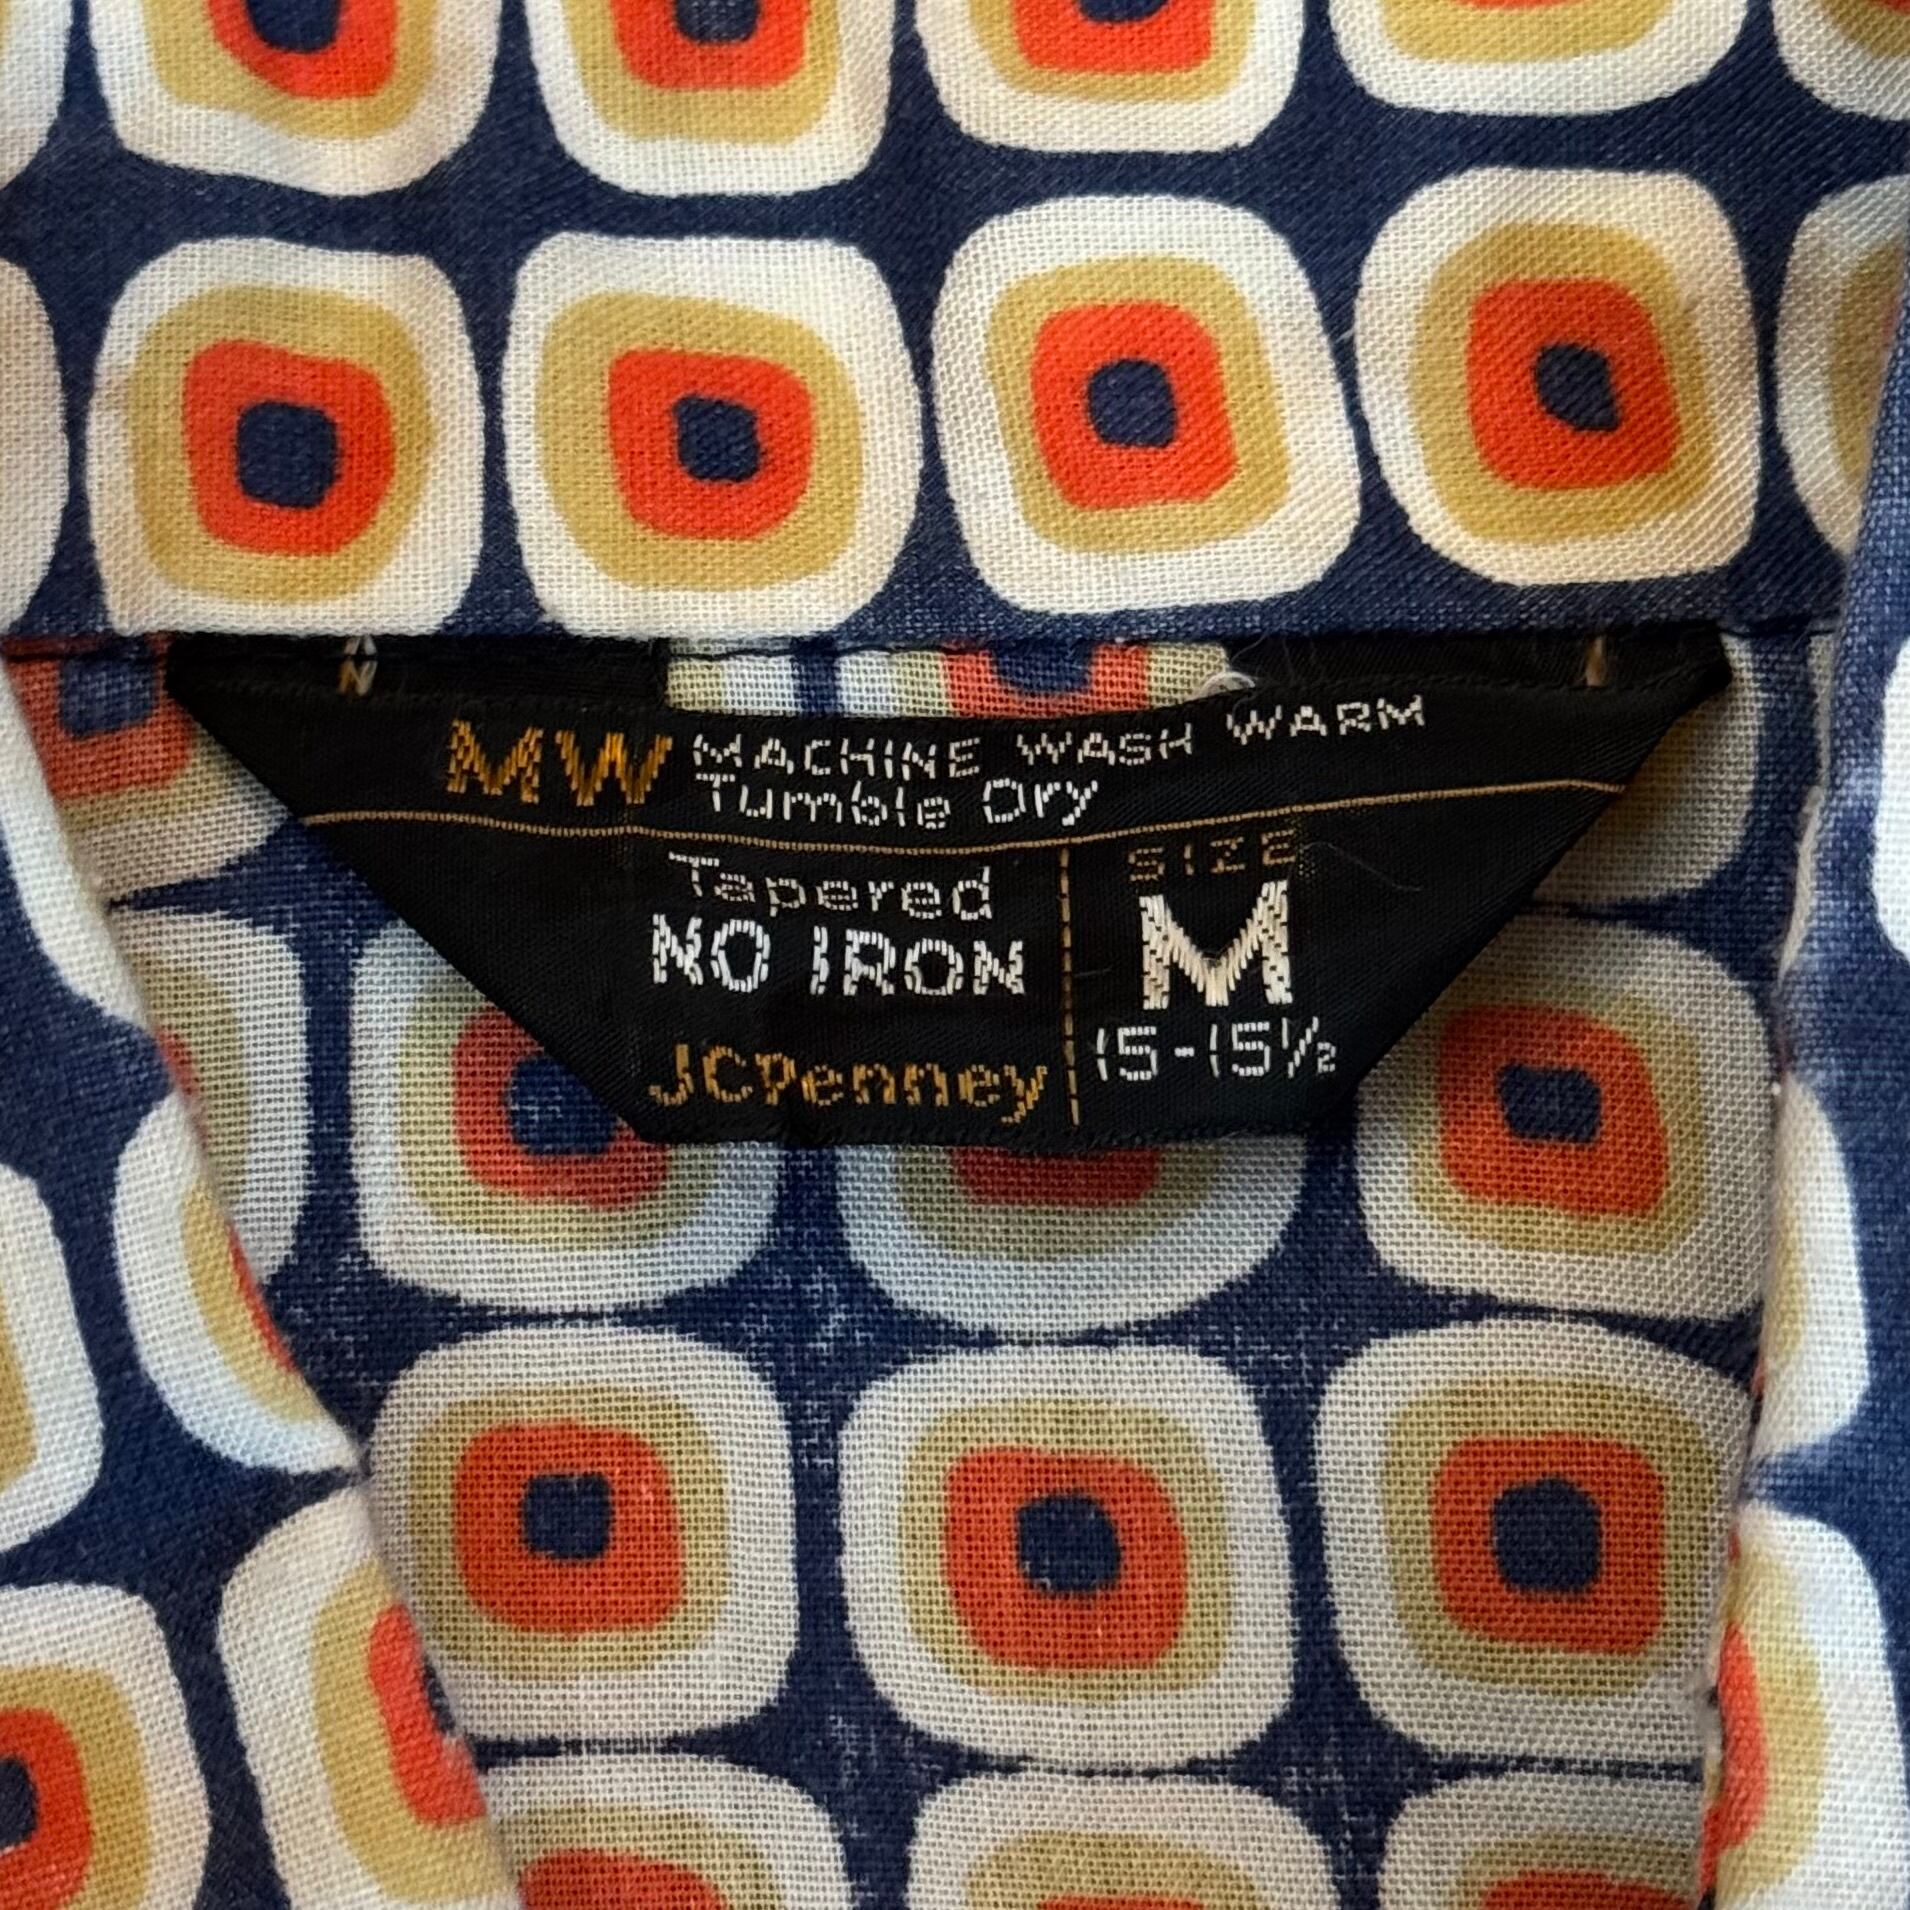 MW MACHINE WASH WARM
Tumble Dry
Tapered
NO IRON
JCPenney
SIZE
M
15-15½